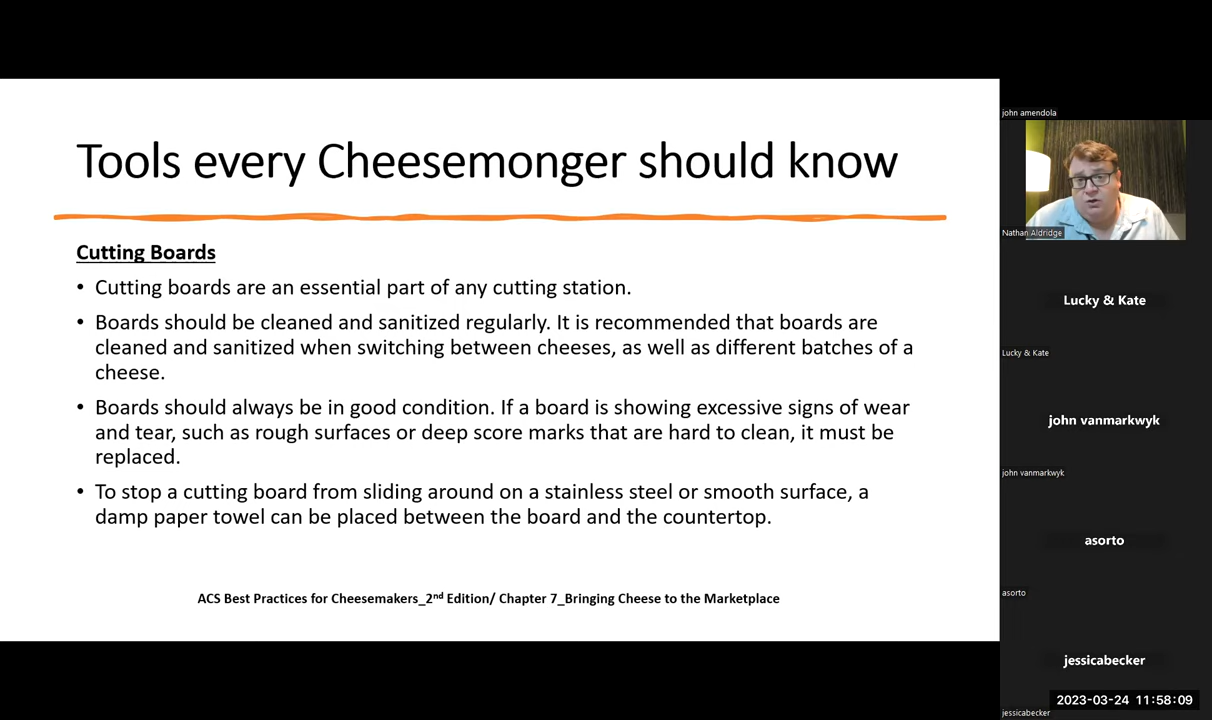 Tools every Cheesemonger should know
Cutting Boards
• Cutting boards are an essential part of any cutting station.
• Boards should be cleaned and sanitized regularly. It is recommended that boards are
cleaned and sanitized when switching between cheeses, as well as different batches of a
cheese.
• Boards should always be in good condition. If a board is showing excessive signs of wear
and tear, such as rough surfaces or deep score marks that are hard to clean, it must be
replaced.
• To stop a cutting board from sliding around on a stainless steel or smooth surface, a
damp paper towel can be placed between the board and the countertop.
ACS Best Practices for Cheesemakers_2nd Edition/ Chapter 7_Bringing Cheese to the Marketplace
john amendola
Nathan Aldridge
Lucky & Kate
Lucky & Kate
john vanmarkwyk
john vanmarkwyk
asorto
asorto
jessicabecker
2023-03-24 11:58:09
jessicabecker